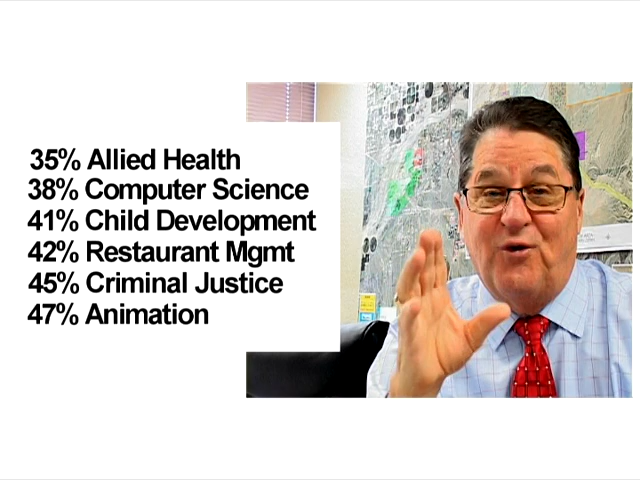 35% Allied Health
38% Computer Science
41% Child Development
42% Restaurant Mgmt
45% Criminal Justice
47% Animation